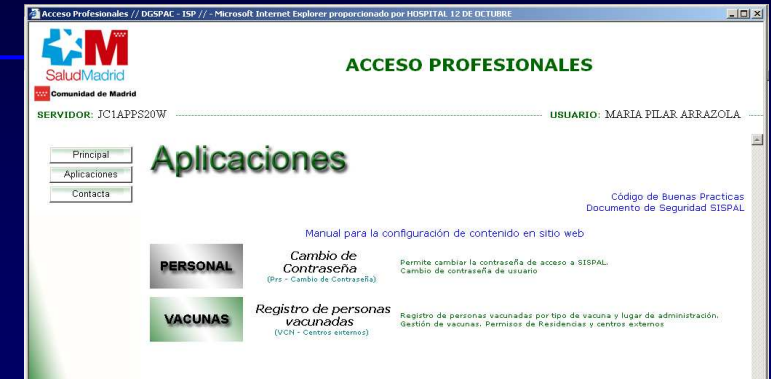 Acceso Profesionales // DGSPAC - ISP // - Microsoft Internet Explorer proporcionado por HOSPITAL 12 DE OCTUBRE
SaludMadrid
Comunidad de Madrid
ACCESO PROFESIONALES
SERVIDOR: JC1APPS20W
USUARIO: MARIA PILAR ARRAZOLA
Principal
Aplicaciones
Contacta
Aplicaciones
Código de Buenas Practicas
Documento de Seguridad SISPAL
Manual para la configuración de contenido en sitio web
PERSONAL
Cambio de
Contraseña
(Prs - Cambio de Contraseña)
Permite cambiar la contraseña de acceso a SISPAL.
Cambio de contraseña de usuario
VACUNAS
Registro de personas
vacunadas
(VCN - Centros externos)
Registro de personas vacunadas por tipo de vacuna y lugar de administración.
Gestión de vacunas. Permisos de Residencias y centros externos